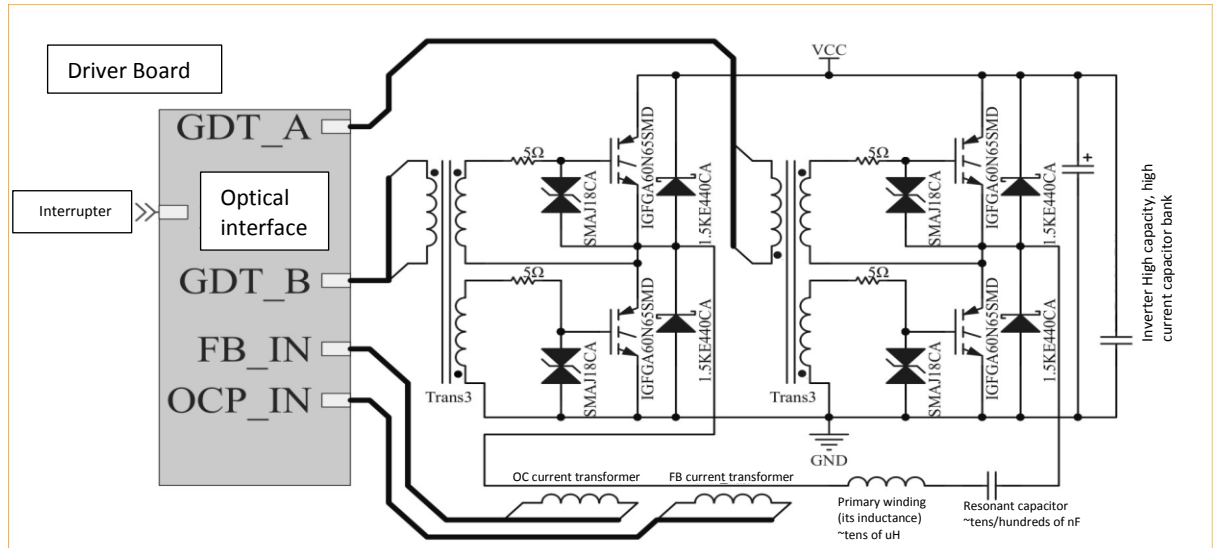 Driver Board
VCC
GDT_A
Interrupter
Optical
interface
GDT_B
FB_IN
OCP_IN
5Ω
SMAJ18CA
IGFGA60N65SMD
1.5KE440CA
5Ω
SMAJ18CA
IGFGA60N65SMD
1.5KE440CA
Trans3
5Ω
SMAJ18CA
IGFGA60N65SMD
1.5KE440CA
5Ω
SMAJ18CA
IGFGA60N65SMD
1.5KE440CA
Trans3
+
Inverter High capacity, high
current capacitor bank
GND
OC current transformer
FB current transformer
Primary winding
(its inductance)
~tens of uH
Resonant capacitor
~tens/hundreds of nF